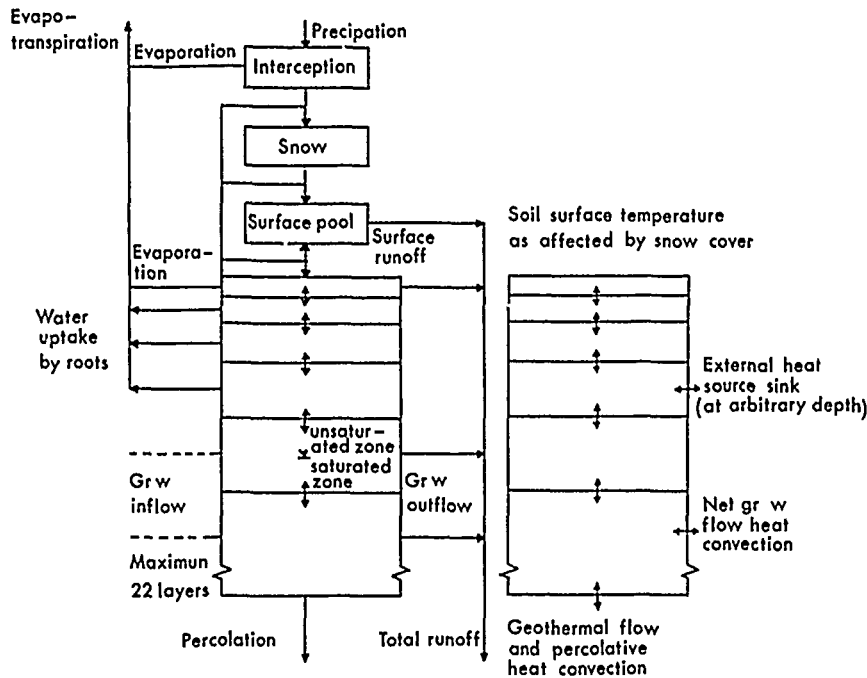 Evapo-
transpiration
Precipation
Evaporation
Interception
Snow
Surface pool
Surface
runoff
Soil surface temperature
as affected by snow cover
Evapora-
tion
Water
uptake
by roots
External heat
source sink
(at arbitrary depth)
unsatur-
ated zone
saturated
zone
Gr w
inflow
Gr w
outflow
Net gr w
flow heat
convection
Maximun
22 layers
Percolation
Total runoff
Geothermal flow
and percolative
heat convection